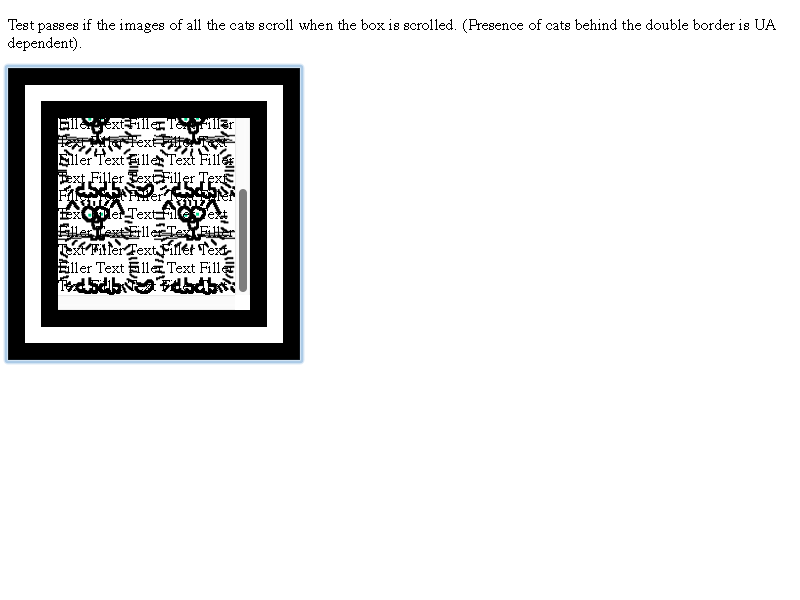 Test passes if the images of all the cats scroll when the box is scrolled. (Presence of cats behind the double border is UA
dependent).
Filler Text Filler Text Filler
Text Filler Text Filler Text
Filler Text Filler Text Filler
Text Filler Text Filler Text
Filler Text Filler Text Filler
Text Filler Text Filler Text
Filler Text Filler Text Filler
Text Filler Text Filler Text
Filler Text Filler Text Filler
Text Filler Text Filler Text